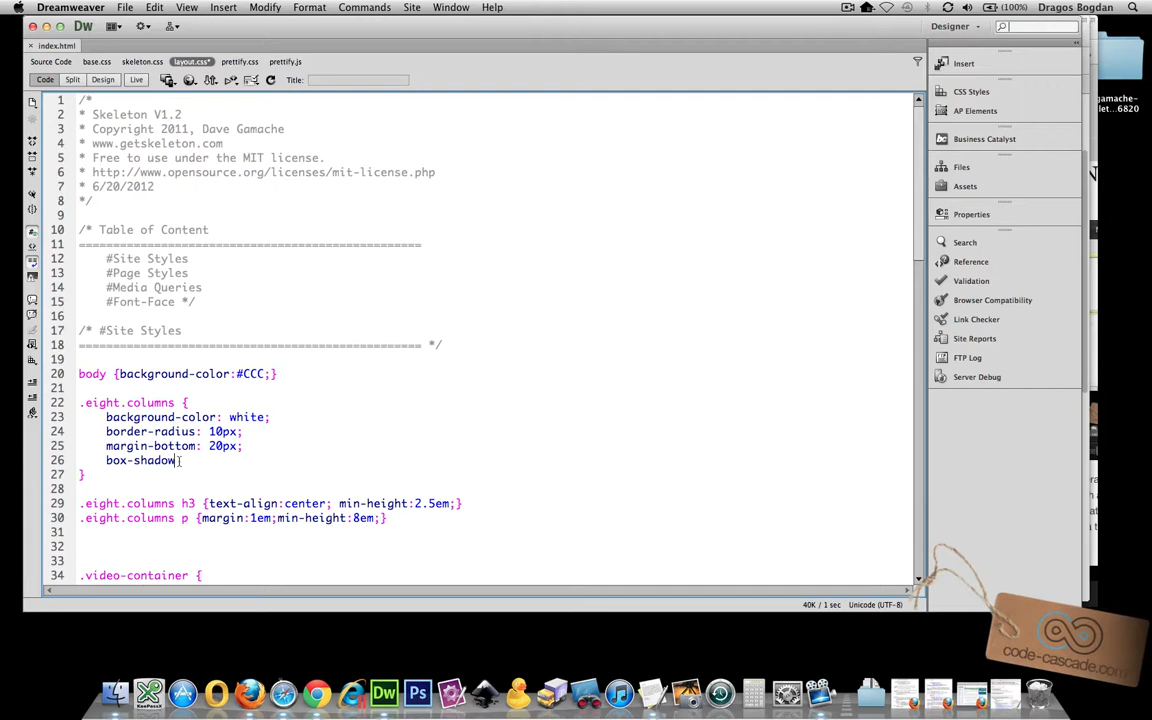 Dreamweaver File Edit View Insert Modify Format Commands Site Window Help (100%) Dragos Bogdan
Dw Designer
index.html
Source Code base.css skeleton.css layout.css* prettify.css prettify.js
Code Split Design Live Title:
1 /*
2 * Skeleton V1.2
3 * Copyright 2011, Dave Gamache
4 * www.getskeleton.com
5 * Free to use under the MIT license.
6 * http://www.opensource.org/licenses/mit-license.php
7 * 6/20/2012
8 */
9
10 /* Table of Content
11 ==================================================
12 #Site Styles
13 #Page Styles
14 #Media Queries
15 #Font-Face */
16
17 /* #Site Styles
18 ================================================== */
19
20 body {background-color:#CCC;}
21
22 .eight.columns {
23 background-color: white;
24 border-radius: 10px;
25 margin-bottom: 20px;
26 box-shadow
27 }
28
29 .eight.columns h3 {text-align:center; min-height:2.5em;}
30 .eight.columns p {margin:1em;min-height:8em;}
31
32
33
34 .video-container {
40K / 1 sec Unicode (UTF-8)
Insert
CSS Styles
AP Elements
Business Catalyst
Files
Assets
Properties
Search
Reference
Validation
Browser Compatibility
Link Checker
Site Reports
FTP Log
Server Debug
gamache-
6820
code-cascade.com
Dw Ps
KeePassX